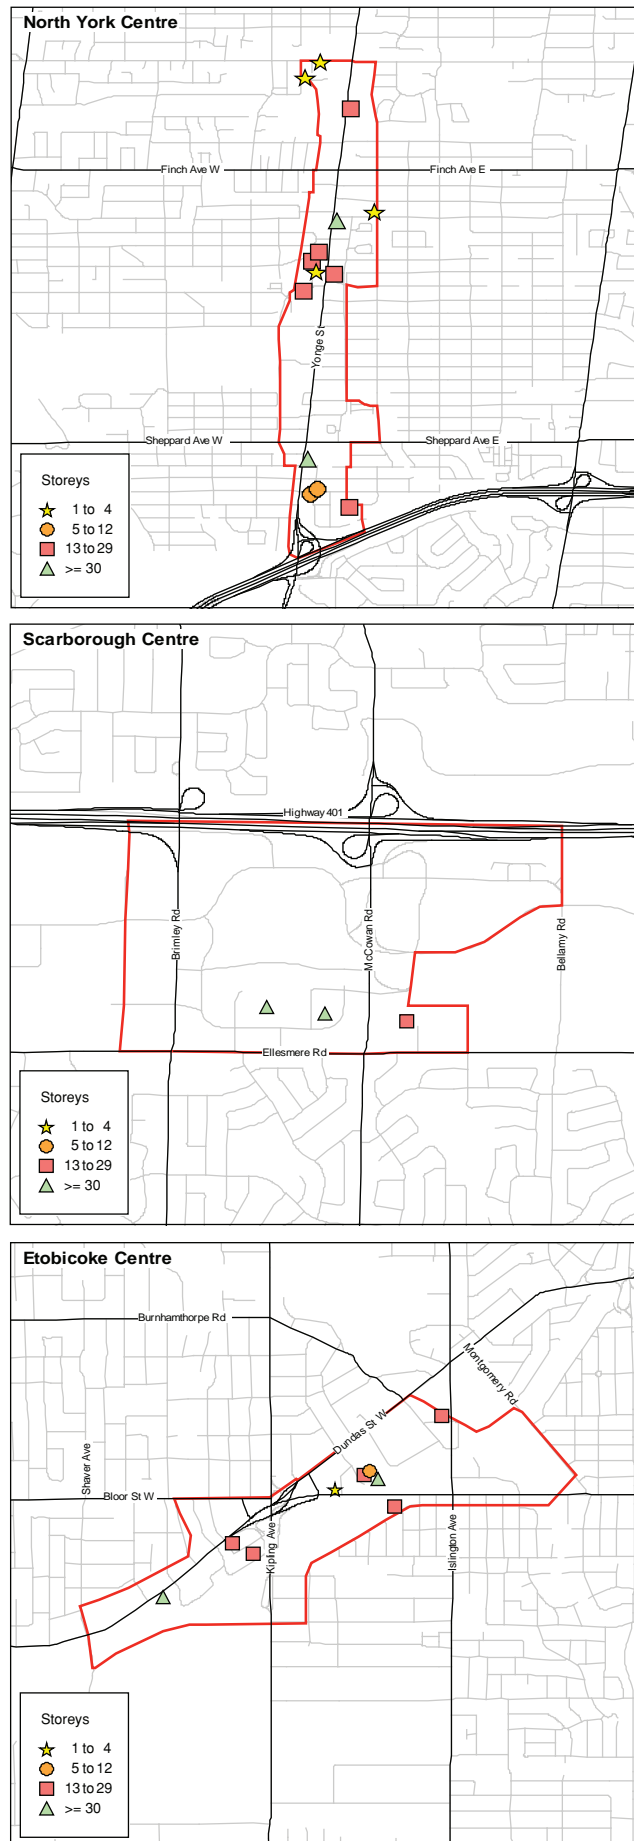 North York Centre
Finch Ave W
Finch Ave E
Yonge St
Sheppard Ave W
Sheppard Ave E
Storeys
1 to 4
5 to 12
13 to 29
>= 30
Scarborough Centre
Highway 401
Brimley Rd
McCowan Rd
Bellamy Rd
Ellesmere Rd
Storeys
1 to 4
5 to 12
13 to 29
>= 30
Etobicoke Centre
Burnhamthorpe Rd
Montgomery Rd
Dundas St W
Shaver Ave
Bloor St W
Kipling Ave
Islington Ave
Storeys
1 to 4
5 to 12
13 to 29
>= 30